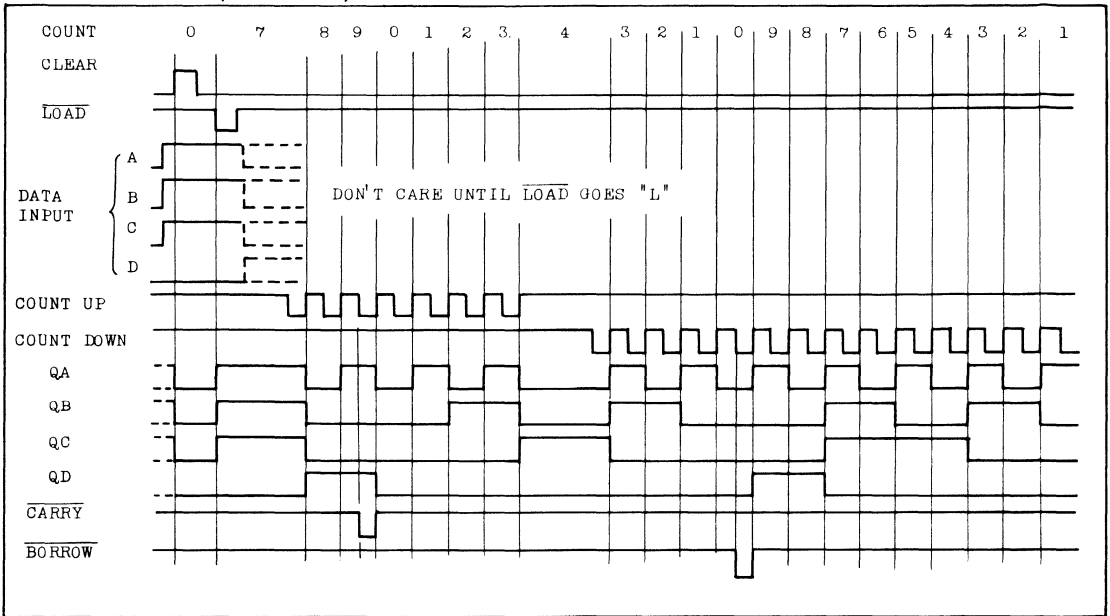 COUNT 0 7 8 9 0 1 2 3. 4 3 2 1 0 9 8 7 6 5 4 3 2 1
CLEAR
LOAD
DATA INPUT
A
B
C
D
DON'T CARE UNTIL LOAD GOES "L"
COUNT UP
COUNT DOWN
QA
QB
QC
QD
CARRY
BORROW